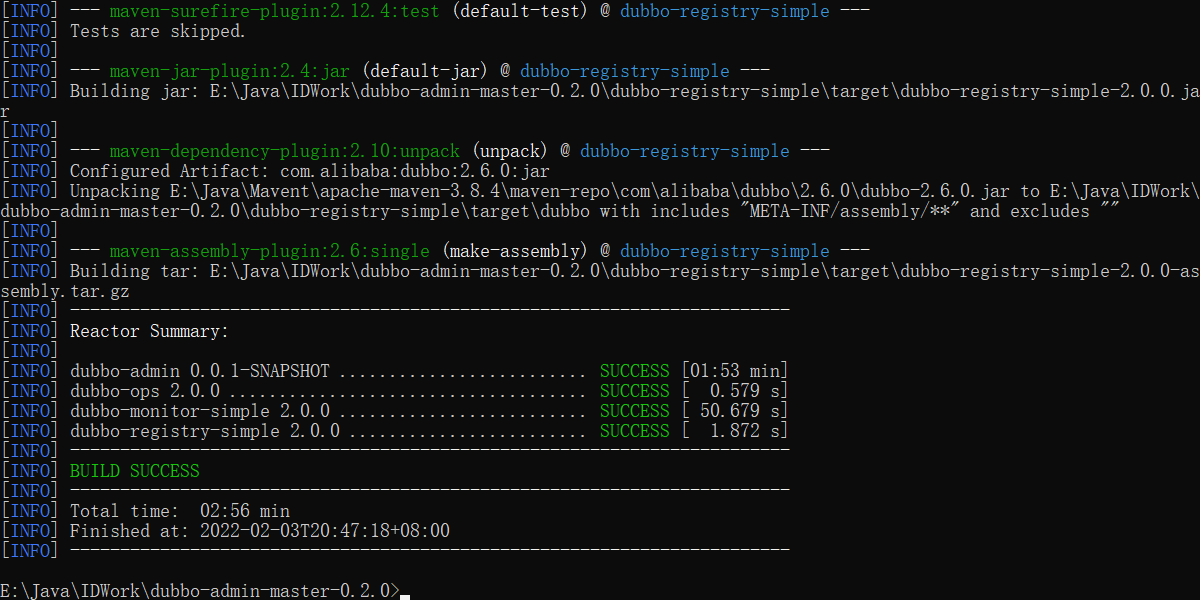 [INFO] --- maven-surefire-plugin:2.12.4:test (default-test) @ dubbo-registry-simple ---
[INFO] Tests are skipped.
[INFO]
[INFO] --- maven-jar-plugin:2.4:jar (default-jar) @ dubbo-registry-simple ---
[INFO] Building jar: E:\Java\IDWork\dubbo-admin-master-0.2.0\dubbo-registry-simple\target\dubbo-registry-simple-2.0.0.ja
r
[INFO]
[INFO] --- maven-dependency-plugin:2.10:unpack (unpack) @ dubbo-registry-simple ---
[INFO] Configured Artifact: com.alibaba:dubbo:2.6.0:jar
[INFO] Unpacking E:\Java\Mavent\apache-maven-3.8.4\maven-repo\com\alibaba\dubbo\2.6.0\dubbo-2.6.0.jar to E:\Java\IDWork\
dubbo-admin-master-0.2.0\dubbo-registry-simple\target\dubbo with includes "META-INF/assembly/**" and excludes ""
[INFO]
[INFO] --- maven-assembly-plugin:2.6:single (make-assembly) @ dubbo-registry-simple ---
[INFO] Building tar: E:\Java\IDWork\dubbo-admin-master-0.2.0\dubbo-registry-simple\target\dubbo-registry-simple-2.0.0-as
sembly.tar.gz
[INFO] ------------------------------------------------------------------------
[INFO] Reactor Summary:
[INFO]
[INFO] dubbo-admin 0.0.1-SNAPSHOT ......................... SUCCESS [01:53 min]
[INFO] dubbo-ops 2.0.0 .................................... SUCCESS [  0.579 s]
[INFO] dubbo-monitor-simple 2.0.0 ......................... SUCCESS [ 50.679 s]
[INFO] dubbo-registry-simple 2.0.0 ........................ SUCCESS [  1.872 s]
[INFO] ------------------------------------------------------------------------
[INFO] BUILD SUCCESS
[INFO] ------------------------------------------------------------------------
[INFO] Total time:  02:56 min
[INFO] Finished at: 2022-02-03T20:47:18+08:00
[INFO] ------------------------------------------------------------------------
E:\Java\IDWork\dubbo-admin-master-0.2.0>